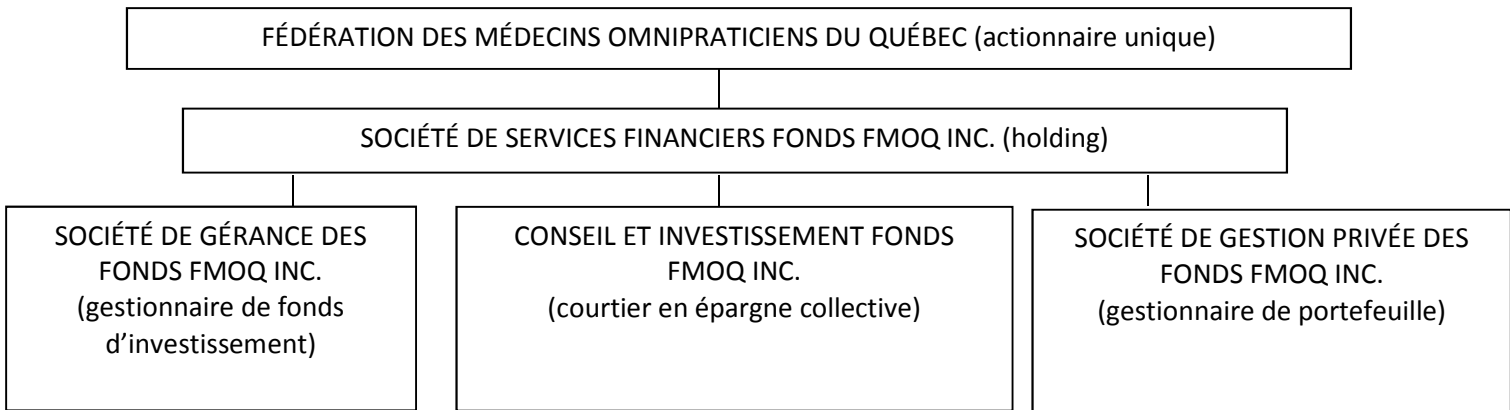 FÉDÉRATION DES MÉDECINS OMNIPRATICIENS DU QUÉBEC (actionnaire unique)
SOCIÉTÉ DE SERVICES FINANCIERS FONDS FMOQ INC. (holding)
SOCIÉTÉ DE GÉRANCE DES
FONDS FMOQ INC.
(gestionnaire de fonds
d’investissement)
CONSEIL ET INVESTISSEMENT FONDS
FMOQ INC.
(courtier en épargne collective)
SOCIÉTÉ DE GESTION PRIVÉE DES
FONDS FMOQ INC.
(gestionnaire de portefeuille)